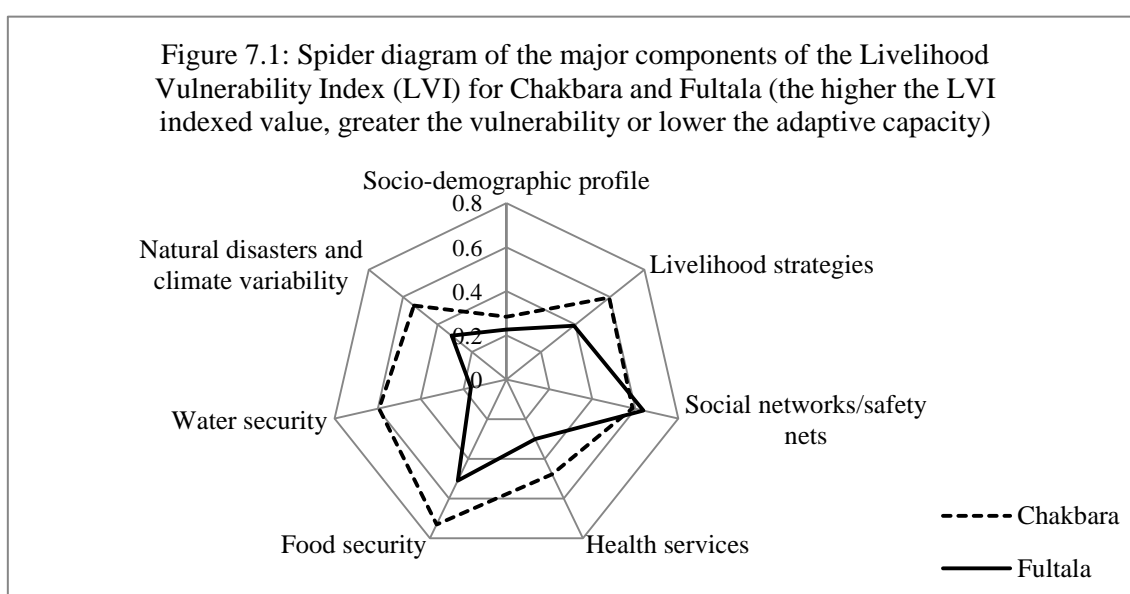 Figure 7.1: Spider diagram of the major components of the Livelihood
Vulnerability Index (LVI) for Chakbara and Fultala (the higher the LVI
indexed value, greater the vulnerability or lower the adaptive capacity)
Socio-demographic profile
0.8
0.6
0.4
0.2
0
Natural disasters and
climate variability
Livelihood strategies
Water security
Social networks/safety
nets
Food security
Health services
Chakbara
Fultala